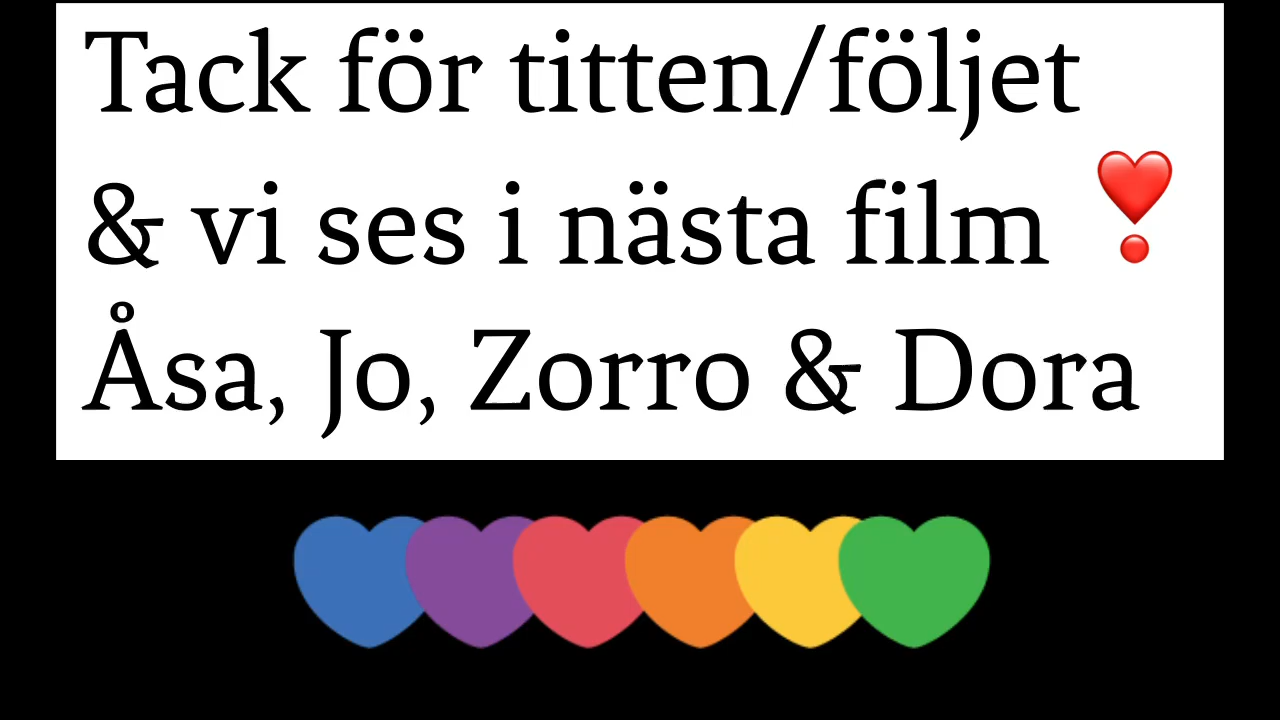 Tack för titten/följet
& vi ses i nästa film ❣️
Åsa, Jo, Zorro & Dora